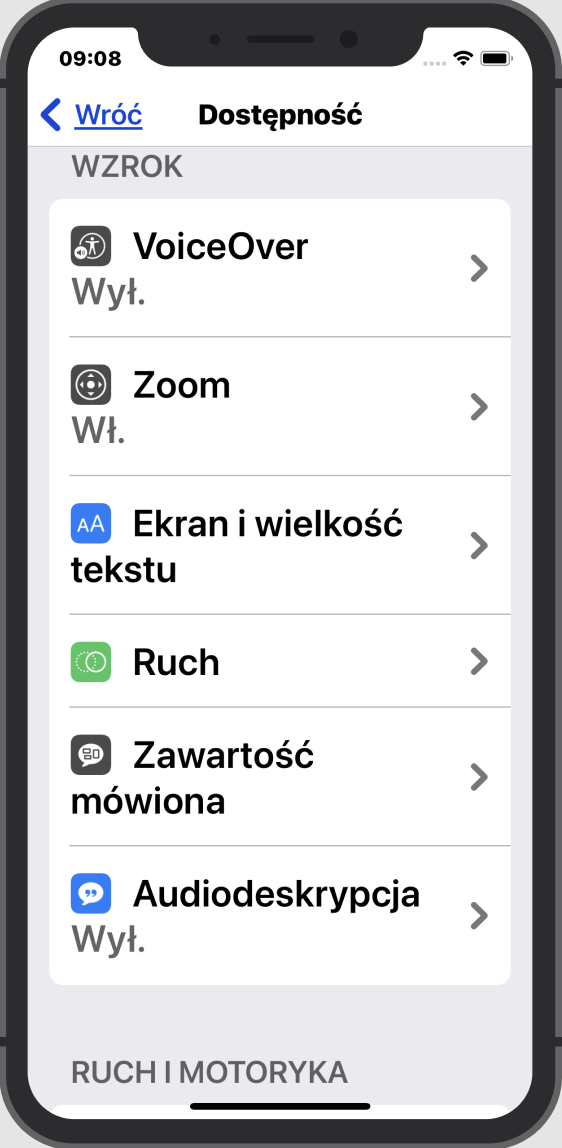 09:08
Wróć Dostępność
WZROK
VoiceOver
Wył.
Zoom
Wł.
AA Ekran i wielkość
tekstu
Ruch
Zawartość
mówiona
Audiodeskrypcja
Wył.
RUCH I MOTORYKA